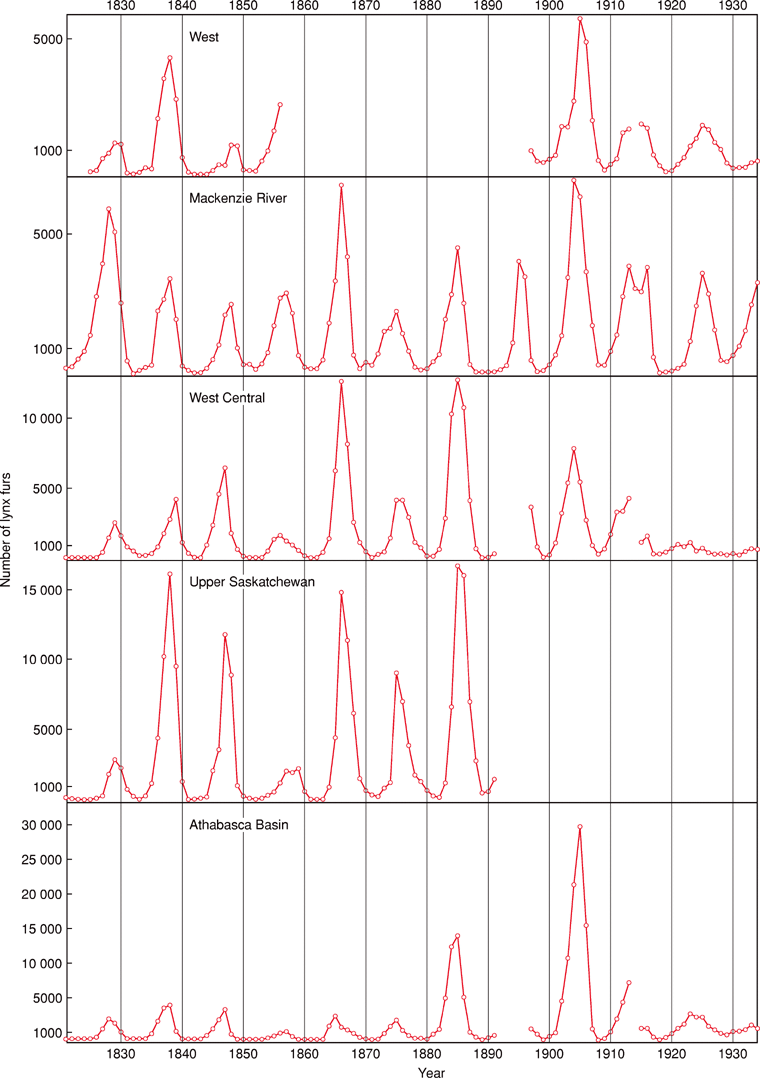 1830 1840 1850 1860 1870 1880 1890 1900 1910 1920 1930
West
5000
1000
Mackenzie River
5000
1000
West Central
10 000
5000
1000
Number of lynx furs
Upper Saskatchewan
15 000
10 000
5000
1000
Athabasca Basin
30 000
25 000
20 000
15 000
10 000
5000
1000
1830 1840 1850 1860 1870 1880 1890 1900 1910 1920 1930
Year